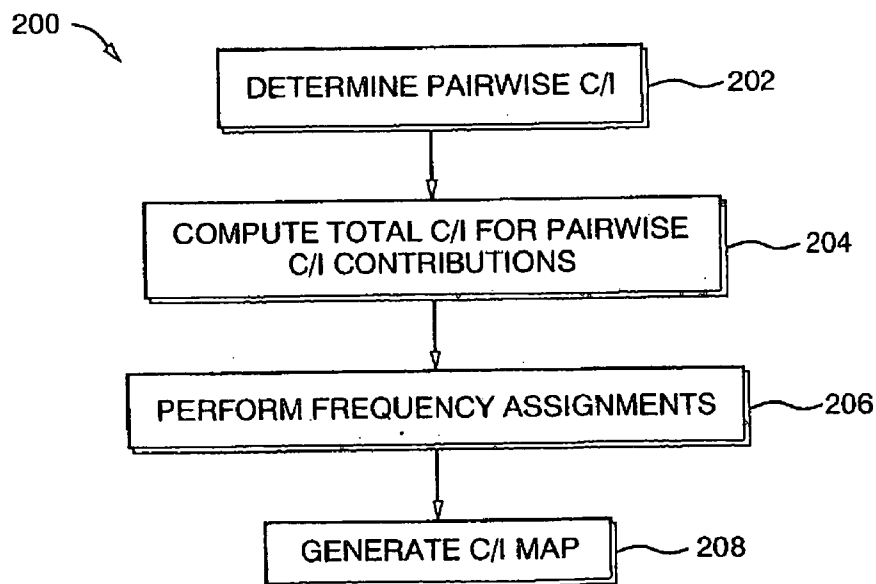 200
DETERMINE PAIRWISE C/I
202
COMPUTE TOTAL C/I FOR PAIRWISE
C/I CONTRIBUTIONS
204
PERFORM FREQUENCY ASSIGNMENTS
206
GENERATE C/I MAP
208